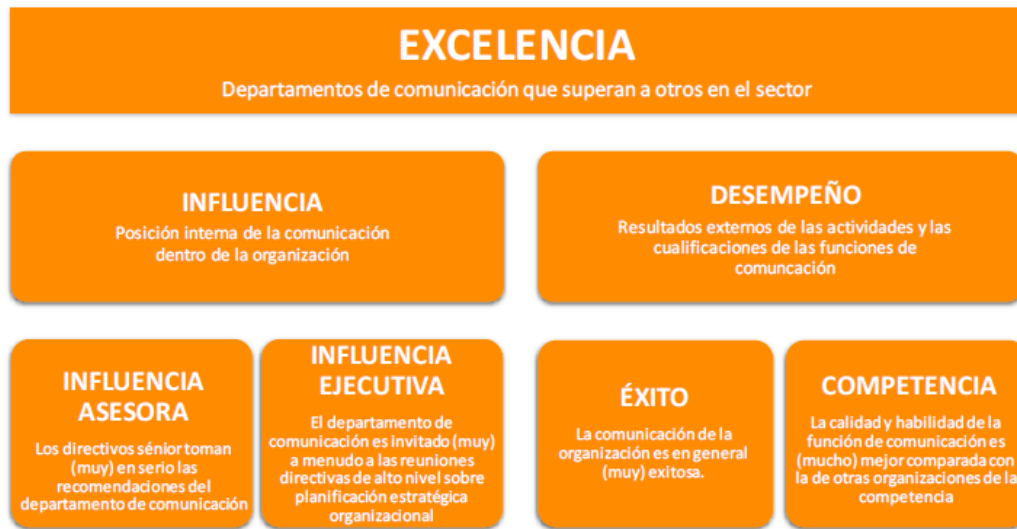 EXCELENCIA
Departamentos de comunicación que superan a otros en el sector
INFLUENCIA
Posición interna de la comunicación
dentro de la organización
DESEMPEÑO
Resultados externos de las actividades y las
cualificaciones de las funciones de
comuncación
INFLUENCIA
ASESORA
Los directivos sénior toman
(muy) en serio las
recomendaciones del
departamento de comunicación
INFLUENCIA
EJECUTIVA
El departamento de
comunicación es invitado (muy)
a menudo a las reuniones
directivas de alto nivel sobre
planificación estratégica
organizacional
ÉXITO
La comunicación de la
organización es en general
(muy) exitosa.
COMPETENCIA
La calidad y habilidad de la
función de comunicación es
(mucho) mejor comparada con
la de otras organizaciones de la
competencia